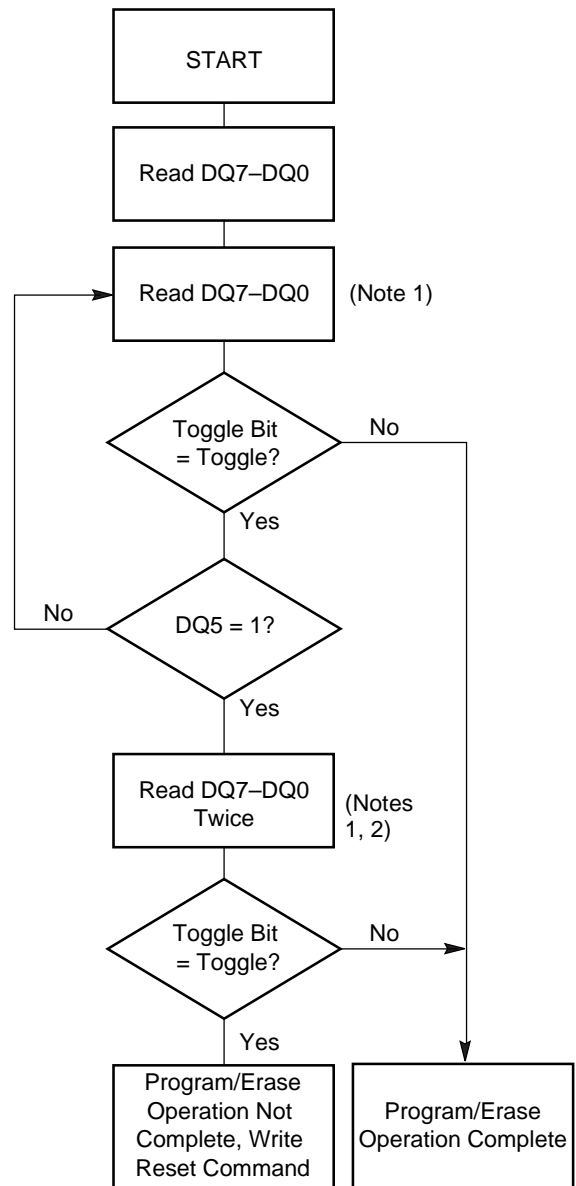 START
Read DQ7–DQ0
Read DQ7–DQ0
(Note 1)
Toggle Bit
= Toggle?
No
Yes
No
DQ5 = 1?
Yes
Read DQ7–DQ0
Twice
(Notes
1, 2)
Toggle Bit
= Toggle?
No
Yes
Program/Erase
Operation Not
Complete, Write
Reset Command
Program/Erase
Operation Complete